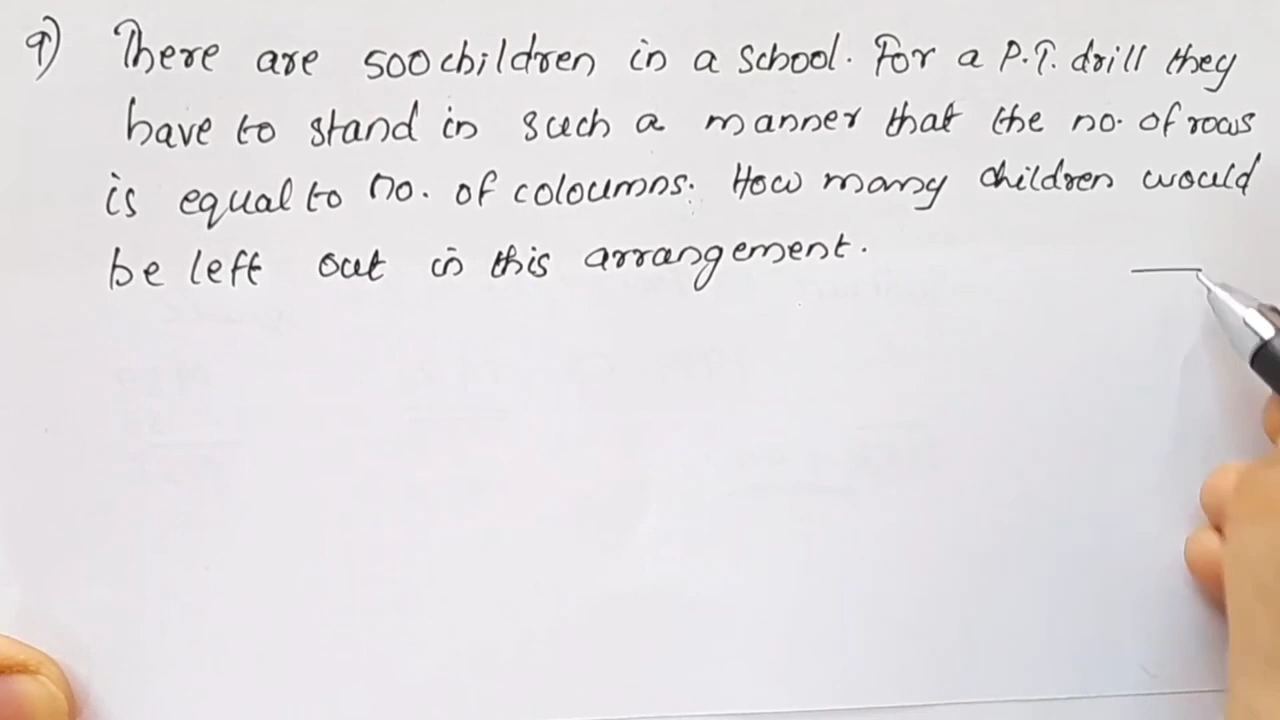 9) There are 500 children in a school. For a P.T. drill they
have to stand in such a manner that the no. of rows
is equal to no. of coloumns. How many children would
be left out in this arrangement.